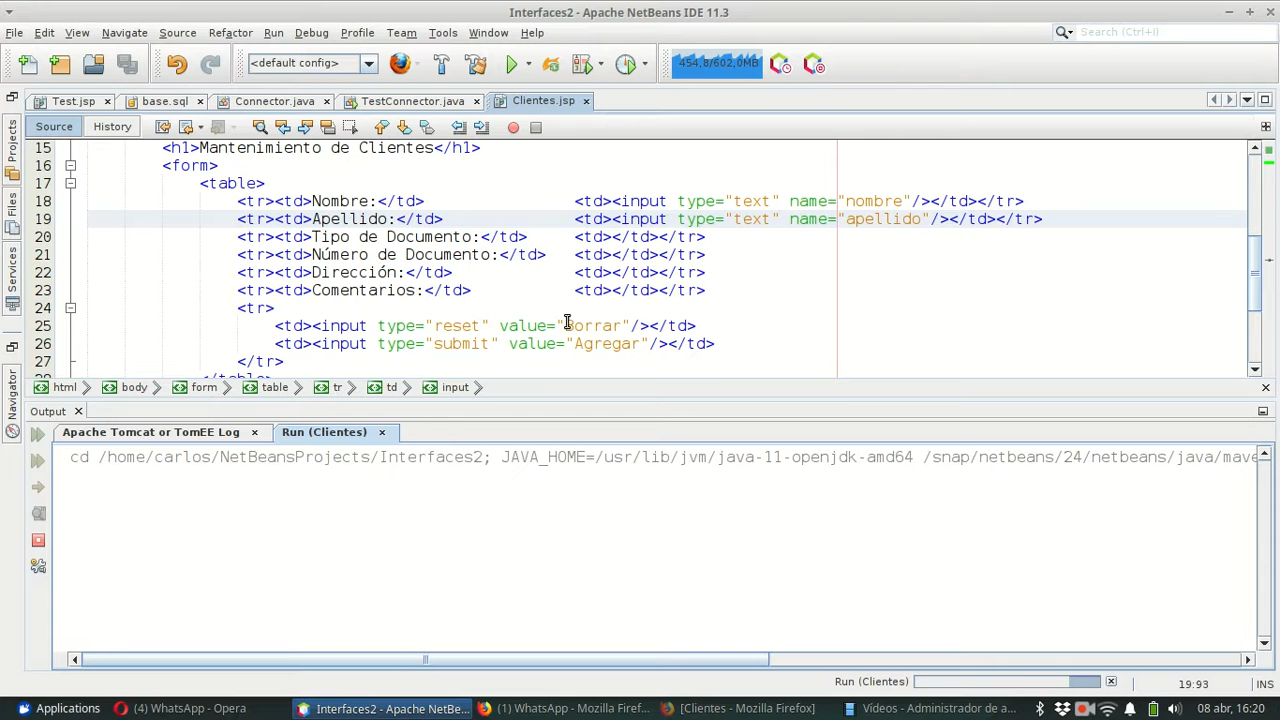 Interfaces2 - Apache NetBeans IDE 11.3
File Edit View Navigate Source Refactor Run Debug Profile Team Tools Window Help
Search (Ctrl+I)
<default config>
454,8/602,0MB
Test.jsp base.sql Connector.java TestConnector.java Clientes.jsp
Source History
15 <h1>Mantenimiento de Clientes</h1>
16 <form>
17 <table>
18 <tr><td>Nombre:</td> <td><input type="text" name="nombre"/></td></tr>
19 <tr><td>Apellido:</td> <td><input type="text" name="apellido"/></td></tr>
20 <tr><td>Tipo de Documento:</td> <td></td></tr>
21 <tr><td>Número de Documento:</td> <td></td></tr>
22 <tr><td>Dirección:</td> <td></td></tr>
23 <tr><td>Comentarios:</td> <td></td></tr>
24 <tr>
25 <td><input type="reset" value="Borrar"/></td>
26 <td><input type="submit" value="Agregar"/></td>
27 </tr>
</table>
html body form table tr td input
Output
Apache Tomcat or TomEE Log Run (Clientes)
cd /home/carlos/NetBeansProjects/Interfaces2; JAVA_HOME=/usr/lib/jvm/java-11-openjdk-amd64 /snap/netbeans/24/netbeans/java/mave
Projects
Files
Services
Navigator
Run (Clientes) 19:93 INS
Applications (4) WhatsApp - Opera Interfaces2 - Apache NetBe... (1) WhatsApp - Mozilla Firef... [Clientes - Mozilla Firefox] Vídeos - Administrador de a... 08 abr, 16:20